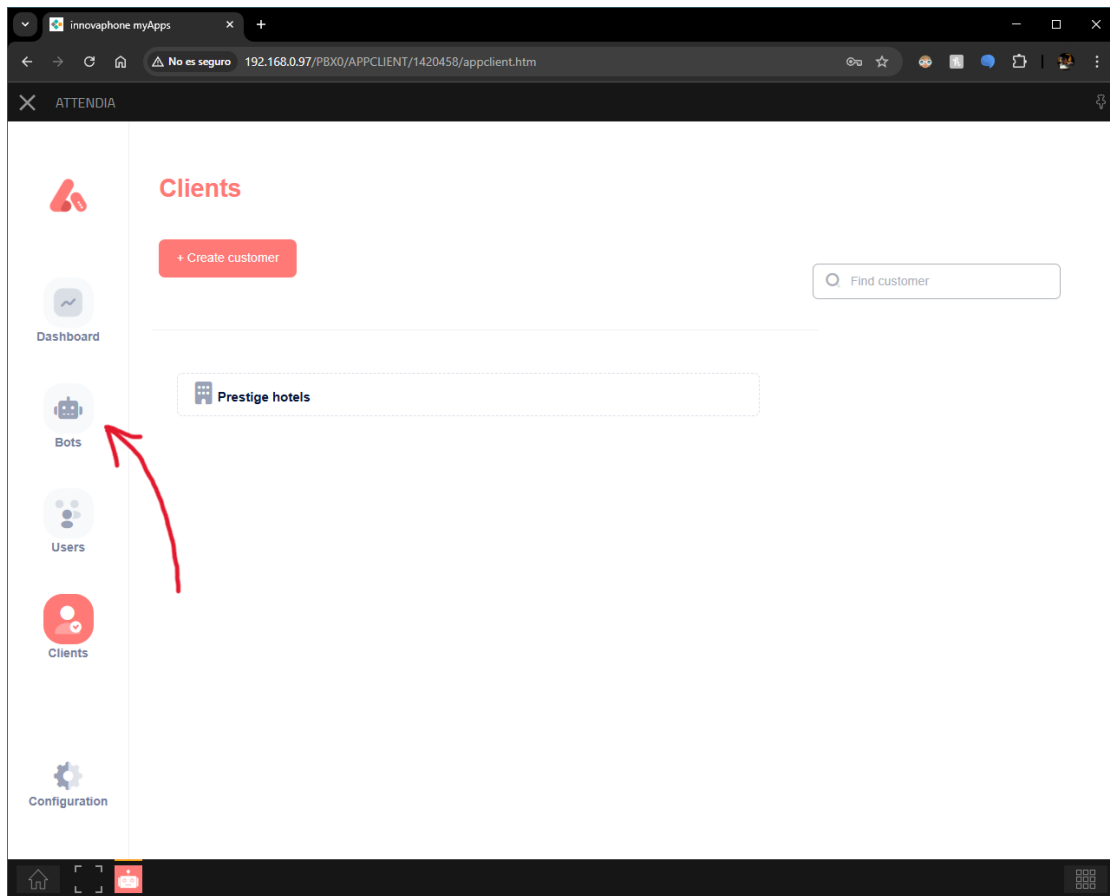 innovaphone myApps
No es seguro 192.168.0.97/PBX0/APPCLIENT/1420458/appclient.htm
ATTENDIA
Clients
+ Create customer
Find customer
Dashboard
Prestige hotels
Bots
Users
Clients
Configuration